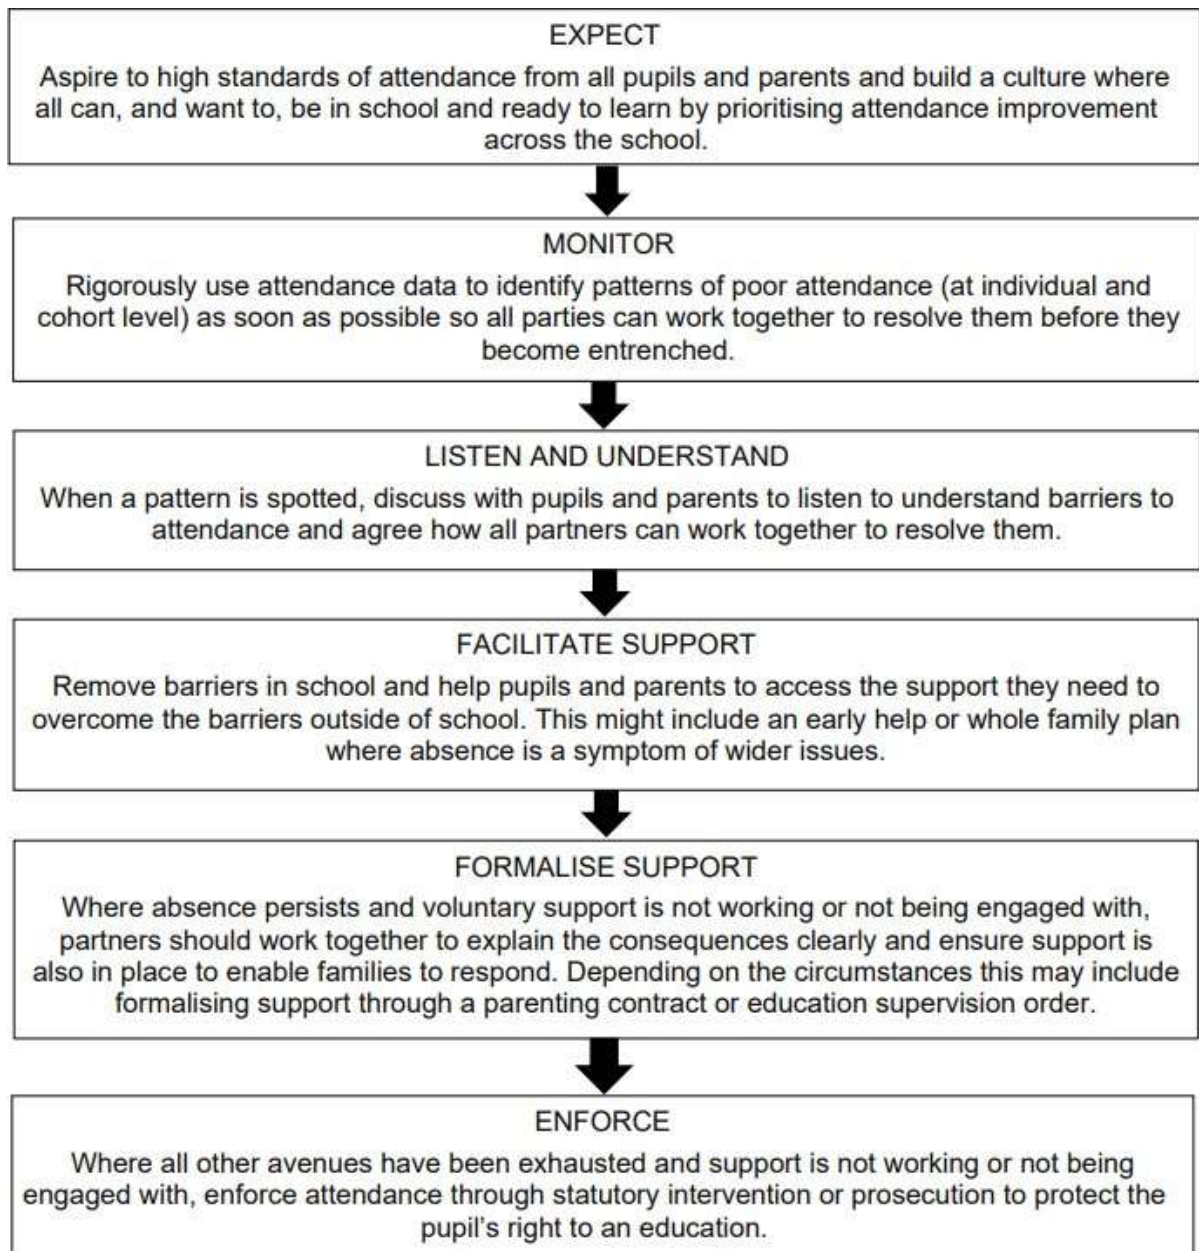 EXPECT
Aspire to high standards of attendance from all pupils and parents and build a culture where
all can, and want to, be in school and ready to learn by prioritising attendance improvement
across the school.
MONITOR
Rigorously use attendance data to identify patterns of poor attendance (at individual and
cohort level) as soon as possible so all parties can work together to resolve them before they
become entrenched.
LISTEN AND UNDERSTAND
When a pattern is spotted, discuss with pupils and parents to listen to understand barriers to
attendance and agree how all partners can work together to resolve them.
FACILITATE SUPPORT
Remove barriers in school and help pupils and parents to access the support they need to
overcome the barriers outside of school. This might include an early help or whole family plan
where absence is a symptom of wider issues.
FORMALISE SUPPORT
Where absence persists and voluntary support is not working or not being engaged with,
partners should work together to explain the consequences clearly and ensure support is
also in place to enable families to respond. Depending on the circumstances this may include
formalising support through a parenting contract or education supervision order.
ENFORCE
Where all other avenues have been exhausted and support is not working or not being
engaged with, enforce attendance through statutory intervention or prosecution to protect the
pupil's right to an education.